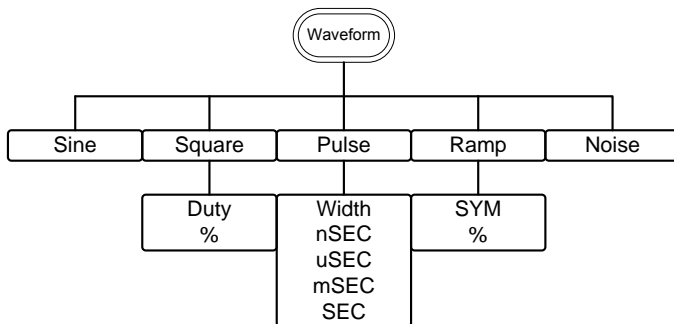 Waveform
Sine
Square
Pulse
Ramp
Noise
Duty
%
Width
nSEC
uSEC
mSEC
SEC
SYM
%